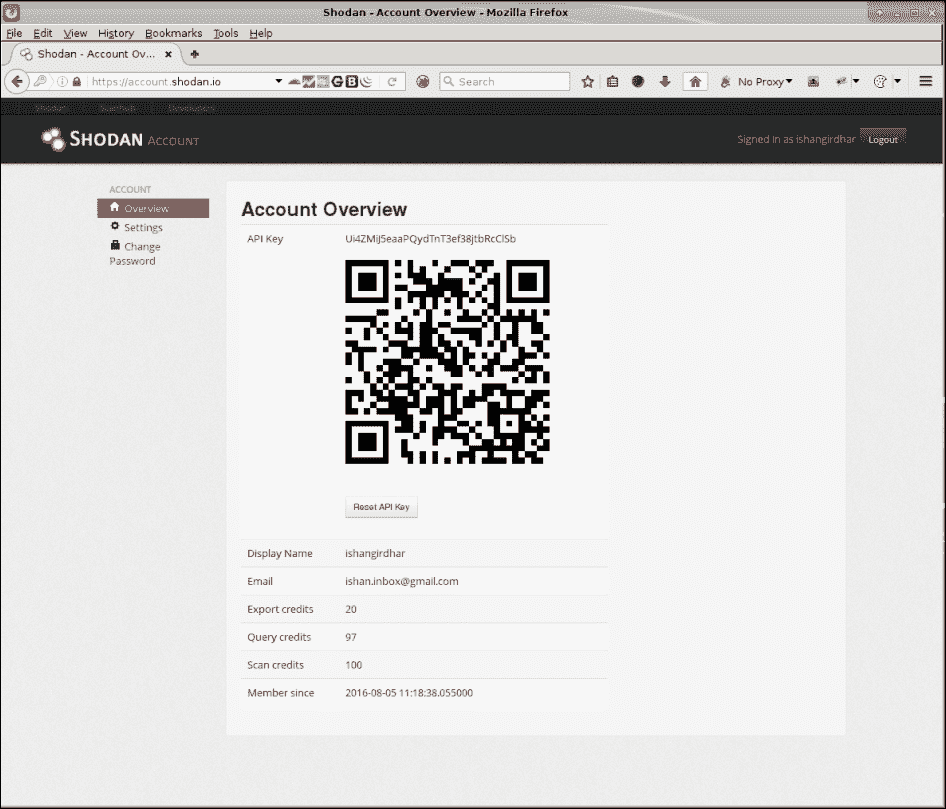 Shodan - Account Overview - Mozilla Firefox
File Edit View History Bookmarks Tools Help
Shodan - Account Ov...
https://account.shodan.io
Search
No Proxy
Shodan Scanhub Developers
SHODAN ACCOUNT
Signed in as ishangirdhar Logout
ACCOUNT
Overview
Settings
Change
Password
Account Overview
API Key Ui4ZMiJ5eaaPQydTnT3ef38jtbRcClSb
Reset API Key
Display Name ishangirdhar
Email ishan.inbox@gmail.com
Export credits 20
Query credits 97
Scan credits 100
Member since 2016-08-05 11:18:38.055000